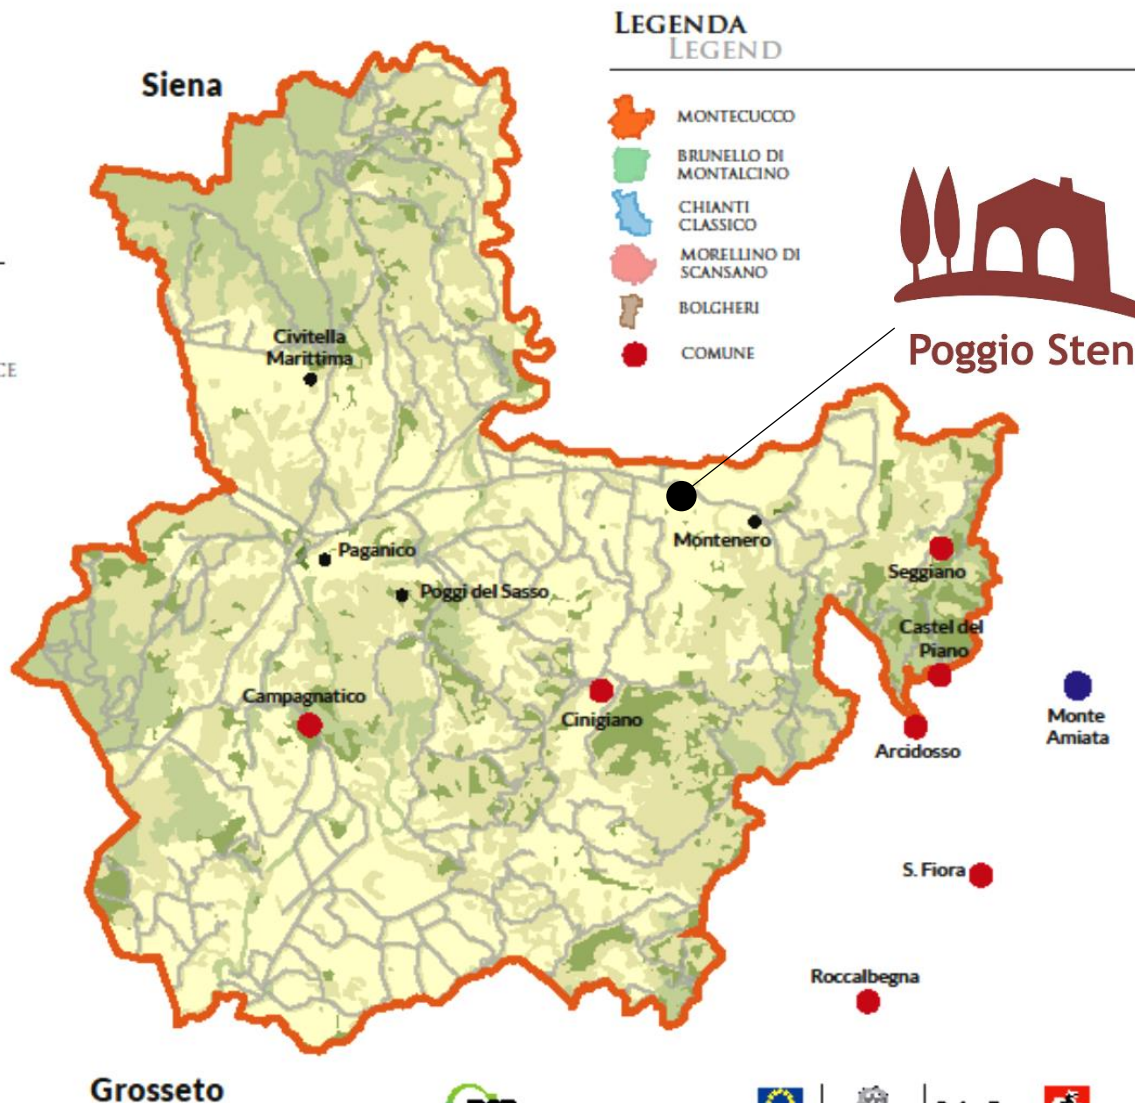 LEGENDA
LEGEND
Siena
MONTECUCCO
BRUNELLO DI
MONTALCINO
CHIANTI
CLASSICO
MORELLINO DI
SCANSANO
BOLGHERI
COMUNE
Poggio Sten
CE
Civitella
Marittima
Montenero
Paganico
Poggi del Sasso
Seggiano
Castel del
Piano
Campagnatico
Cinigiano
Monte
Amiata
Arcidosso
S. Fiora
Roccalbegna
Grosseto